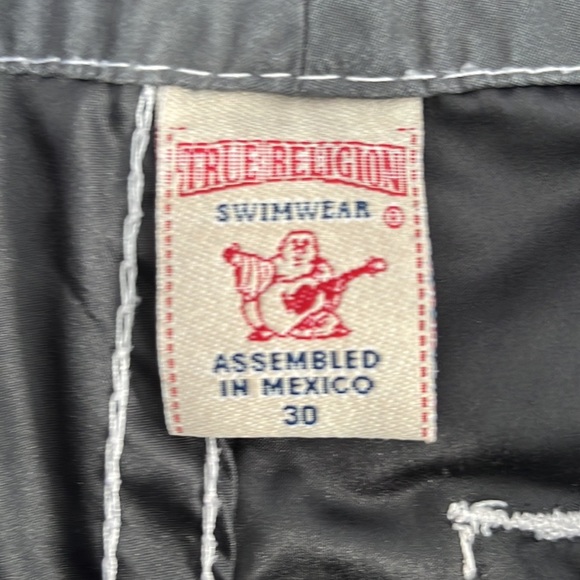 TRUE RELIGION
SWIMWEAR ®
ASSEMBLED
IN MEXICO
30